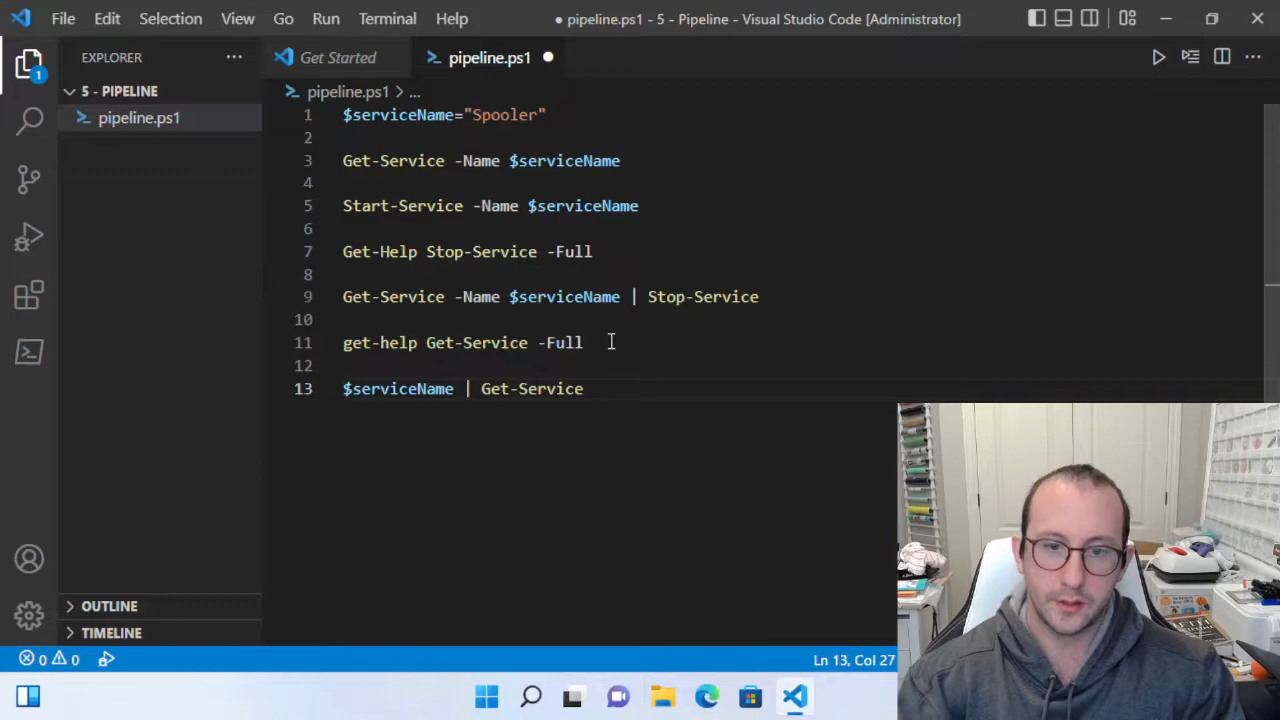 File Edit Selection View Go Run Terminal Help ● pipeline.ps1 - 5 - Pipeline - Visual Studio Code [Administrator]
EXPLORER ...
Get Started
pipeline.ps1
5 - PIPELINE
pipeline.ps1
pipeline.ps1 > ...
1 $serviceName="Spooler"
2
3 Get-Service -Name $serviceName
4
5 Start-Service -Name $serviceName
6
7 Get-Help Stop-Service -Full
8
9 Get-Service -Name $serviceName | Stop-Service
10
11 get-help Get-Service -Full
12
13 $serviceName | Get-Service
1
OUTLINE
TIMELINE
0 0 Ln 13, Col 27